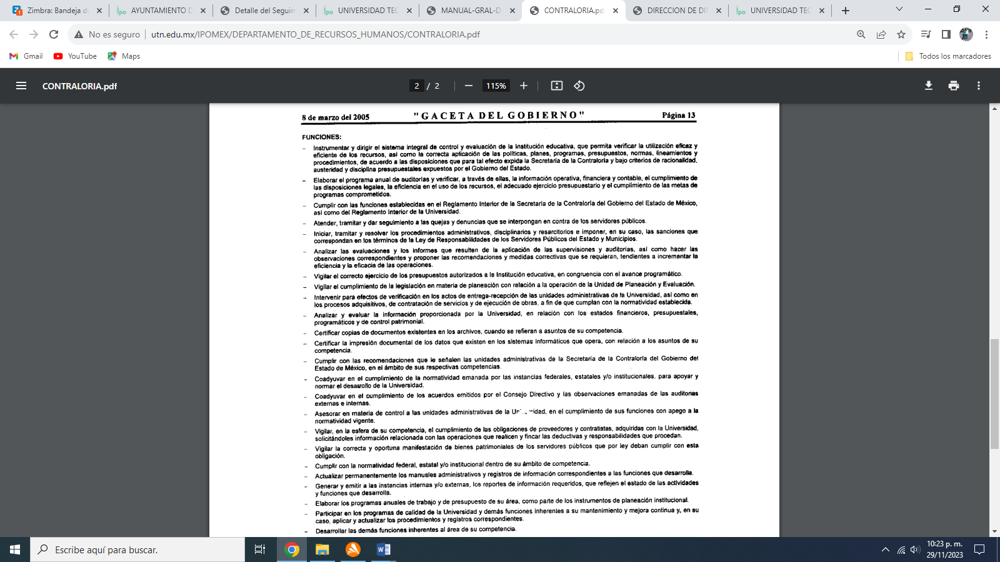 Zimbra: Bandeja d
AYUNTAMIENTO D
Detalle del Seguin
UNIVERSIDAD TEC
MANUAL-GRAL-D
CONTRALORIA.pd
DIRECCION DE DIF
UNIVERSIDAD TEC
No es seguro
utn.edu.mx/IPOMEX/DEPARTAMENTO_DE_RECURSOS_HUMANOS/CONTRALORIA.pdf
Gmail
YouTube
Maps
Todos los marcadores
CONTRALORIA.pdf
2 / 2
115%
8 de marzo del 2005
"GACETA DEL GOBIERNO"
Página 13
FUNCIONES:
– Instrumentar y dirigir el sistema integral de control y evaluación de la Institución educativa, que permita verificar la utilización eficaz y
eficiente de los recursos, así como la correcta aplicación de las políticas, planes, programas, presupuestos, normas, lineamientos y
procedimientos, de acuerdo a las disposiciones que para tal efecto expida la Secretaría de la Contraloría y bajo criterios de racionalidad,
austeridad y disciplina presupuestales expuestos por el Gobierno del Estado.
– Elaborar el programa anual de auditorías y verificar, a través de ellas, la información operativa, financiera y contable, el cumplimiento de
las disposiciones legales, la eficiencia en el uso de los recursos, el adecuado ejercicio presupuestario y el cumplimiento de las metas de
programas comprometidos.
– Cumplir con las funciones establecidas en el Reglamento Interior de la Secretaría de la Contraloría del Gobierno del Estado de México,
así como del Reglamento Interior de la Universidad.
– Atender, tramitar y dar seguimiento a las quejas y denuncias que se interpongan en contra de los servidores públicos.
– Iniciar, tramitar y resolver los procedimientos administrativos, disciplinarios y resarcitorios e imponer, en su caso, las sanciones que
correspondan en los términos de la Ley de Responsabilidades de los Servidores Públicos del Estado y Municipios.
– Analizar las evaluaciones y los informes que resulten de la aplicación de las supervisiones y auditorías, así como hacer las
observaciones correspondientes y proponer las recomendaciones y medidas correctivas que se requieran, tendientes a incrementar la
eficiencia y la eficacia de las operaciones.
– Vigilar el correcto ejercicio de los presupuestos autorizados a la Institución educativa, en congruencia con el avance programático.
– Vigilar el cumplimiento de la legislación en materia de planeación con relación a la operación de la Unidad de Planeación y Evaluación.
– Intervenir para efectos de verificación en los actos de entrega-recepción de las unidades administrativas de la Universidad, así como en
los procesos adquisitivos, de contratación de servicios y de ejecución de obras, a fin de que cumplan con la normatividad establecida.
– Analizar y evaluar la información proporcionada por la Universidad, en relación con los estados financieros, presupuestales,
programáticos y de control patrimonial.
– Certificar copias de documentos existentes en los archivos, cuando se refieran a asuntos de su competencia.
– Certificar la impresión documental de los datos que existen en los sistemas informáticos que opera, con relación a los asuntos de su
competencia.
– Cumplir con las recomendaciones que le señalen las unidades administrativas de la Secretaría de la Contraloría del Gobierno del
Estado de México, en el ámbito de sus respectivas competencias.
– Coadyuvar en el cumplimiento de la normatividad emanada por las instancias federales, estatales y/o institucionales. para apoyar y
normar el desarrollo de la Universidad.
– Coadyuvar en el cumplimiento de los acuerdos emitidos por el Consejo Directivo y las observaciones emanadas de las auditorías
externas e internas.
– Asesorar en materia de control a las unidades administrativas de la en el cumplimiento de sus funciones con apego a la
normatividad vigente.
– Vigilar, en la esfera de su competencia, el cumplimiento de las obligaciones de proveedores y contratistas, adquiridas con la Universidad,
solicitándoles información relacionada con las operaciones que realicen y fincar las deductivas y responsabilidades que procedan.
– Vigilar la correcta y oportuna manifestación de bienes patrimoniales de los servidores públicos que por ley deban cumplir con esta
obligación.
– Cumplir con la normatividad federal, estatal y/o institucional dentro de su ámbito de competencia.
– Actualizar permanentemente los manuales administrativos y registros de información correspondientes a las funciones que desarrolla.
– Generar y emitir a las instancias internas y/o externas, los reportes de información requeridos, que reflejen el estado de las actividades
y funciones que desarrolla.
– Elaborar los programas anuales de trabajo y de presupuesto de su área, como parte de los instrumentos de planeación institucional.
– Participar en los programas de calidad de la Universidad y demás funciones inherentes a su mantenimiento y mejora continua y, en su
caso, aplicar y actualizar los procedimientos y registros correspondientes.
– Desarrollar las demás funciones inherentes al área de su competencia.
Escribe aquí para buscar.
10:23 p. m.
29/11/2023